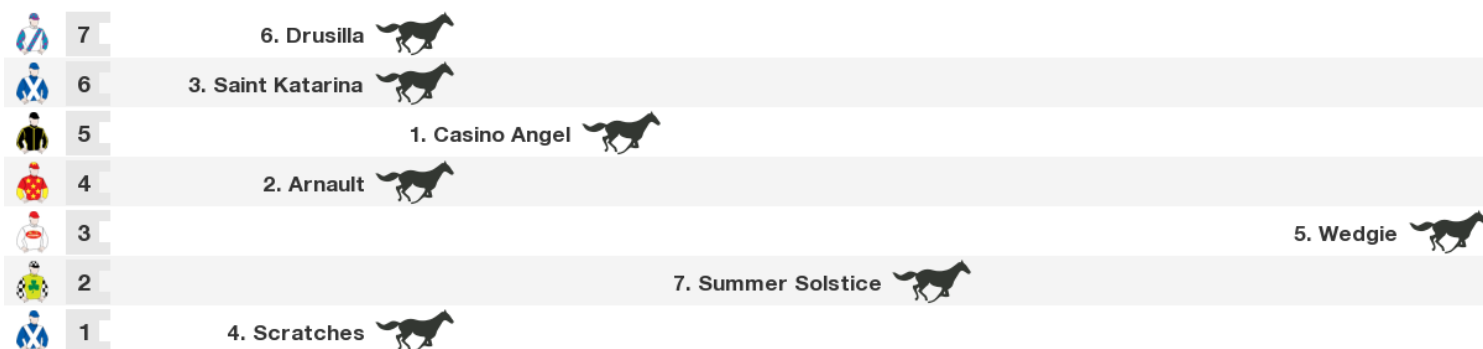 7 6. Drusilla
6 3. Saint Katarina
5 1. Casino Angel
4 2. Arnault
3 5. Wedgie
2 7. Summer Solstice
1 4. Scratches